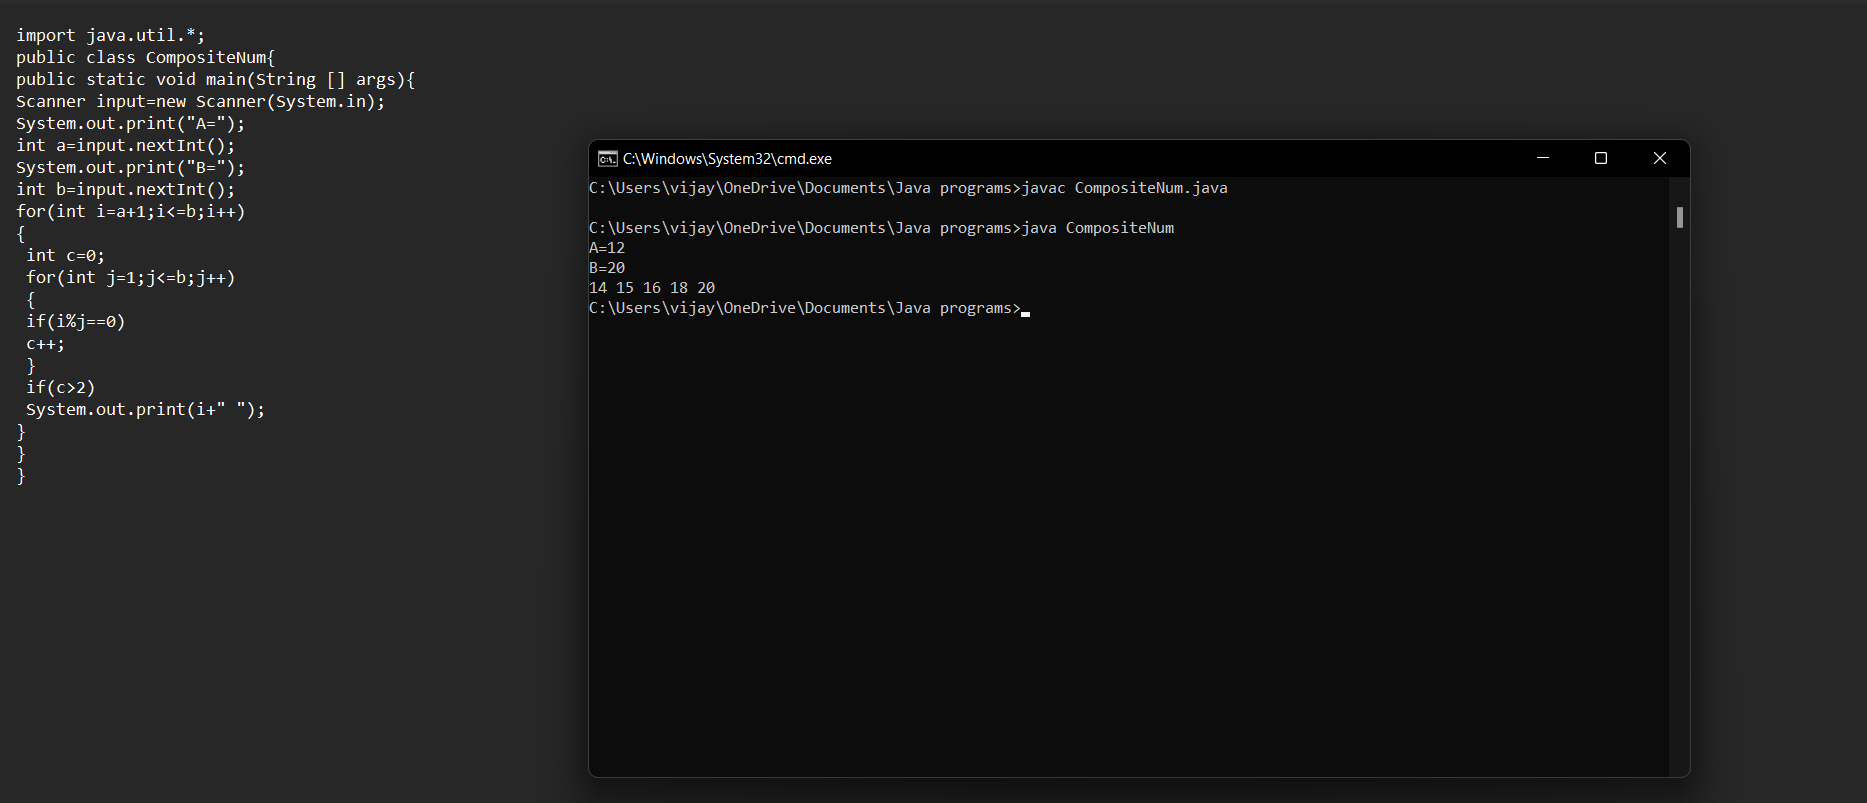 import java.util.*;
public class CompositeNum{
public static void main(String [] args){
Scanner input=new Scanner(System.in);
System.out.print("A=");
int a=input.nextInt();
System.out.print("B=");
int b=input.nextInt();
for(int i=a+1;i<=b;i++)
{
 int c=0;
 for(int j=1;j<=b;j++)
 {
 if(i%j==0)
 c++;
 }
 if(c>2)
 System.out.print(i+" ");
}
}
}
C:\Windows\System32\cmd.exe
C:\Users\vijay\OneDrive\Documents\Java programs>javac CompositeNum.java
C:\Users\vijay\OneDrive\Documents\Java programs>java CompositeNum
A=12
B=20
14 15 16 18 20
C:\Users\vijay\OneDrive\Documents\Java programs>